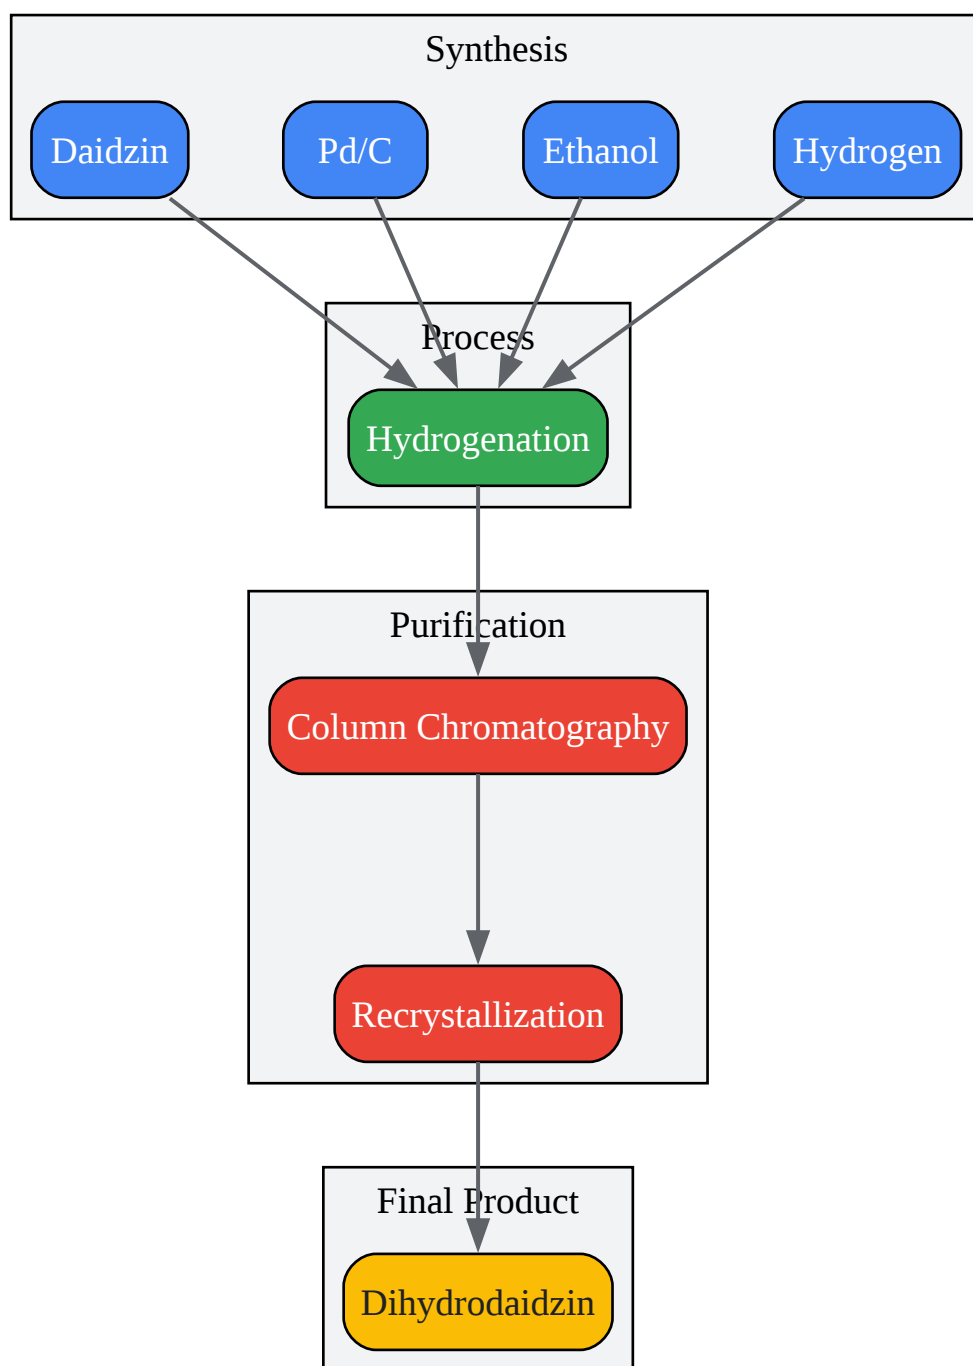 Synthesis
Daidzin
Pd/C
Ethanol
Hydrogen
Process
Hydrogenation
Purification
Column Chromatography
Recrystallization
Final Product
Dihydrodaidzin